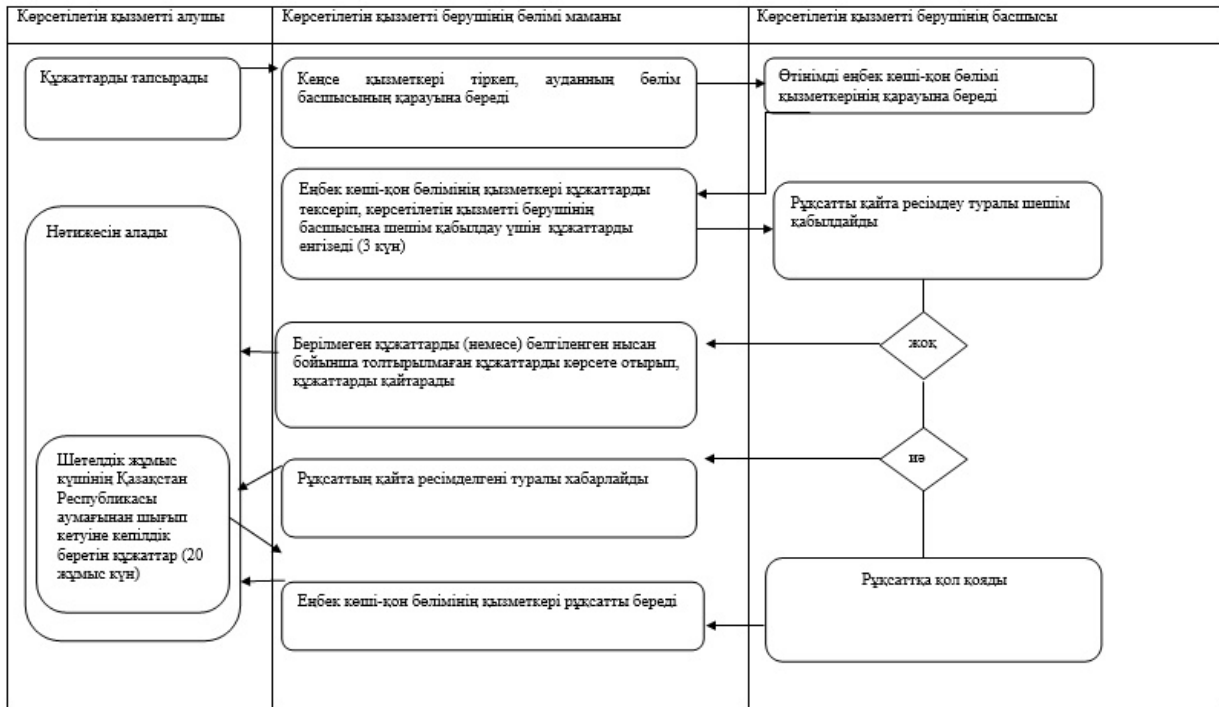 Көрсетілетін қызметті алушы
Көрсетілетін қызметті берушінің бөлімі маманы
Көрсетілетін қызметті берушінің басшысы
Құжаттарды тапсырады
Кеңсе қызметкері тіркеп, ауданның бөлім
басшысының қарауына береді
Өтінімді еңбек көші-қон бөлімі
қызметкерінің қарауына береді
Еңбек көші-қон бөлімінің қызметкері құжаттарды
тексеріп, көрсетілетін қызметті берушінің
басшысына шешім қабылдау үшін құжаттарды
енгізеді (3 күн)
Рұқсатты қайта ресімдеу туралы шешім
қабылдайды
Нәтижесін алады
жоқ
Берілмеген құжаттарды (немесе) белгіленген нысан
бойынша толтырылмаған құжаттарды көрсете отырып,
құжаттарды қайтарады
иә
Шетелдік жұмыс
күшінің Қазақстан
Республикасы
аумағынан шығып
кетуіне кепілдік
беретін құжаттар (20
жұмыс күн)
Рұқсаттың қайта ресімделгені туралы хабарлайды
Рұқсатқа қол қояды
Еңбек көші-қон бөлімінің қызметкері рұқсатты береді